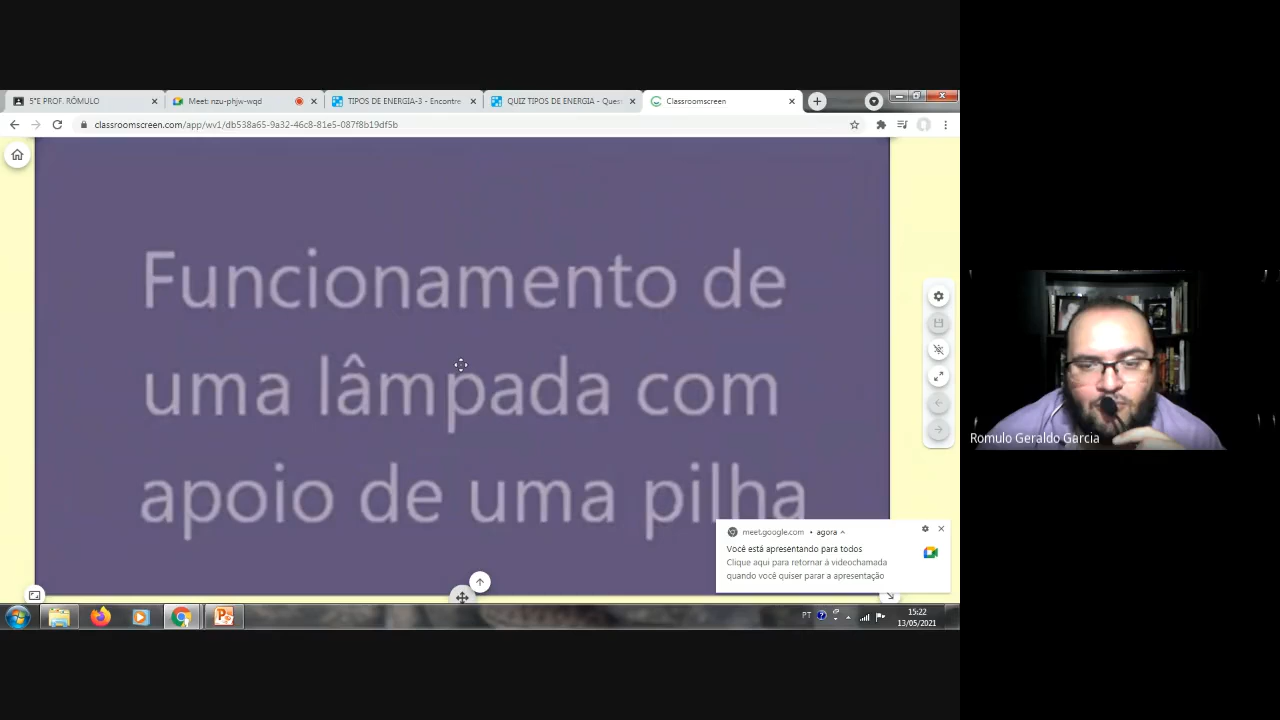 5°E PROF. RÔMULO
Meet: nzu-phjw-wqd
TIPOS DE ENERGIA-3 - Encontre
QUIZ TIPOS DE ENERGIA - Ques
Classroomscreen
classroomscreen.com/app/wv1/db538a65-9a32-46c8-81e5-087f8b19df5b
Funcionamento de
uma lâmpada com
apoio de uma pilha
meet.google.com • agora
Você está apresentando para todos
Clique aqui para retornar à videochamada
quando você quiser parar a apresentação
Romulo Geraldo Garcia
PT
15:22
13/05/2021